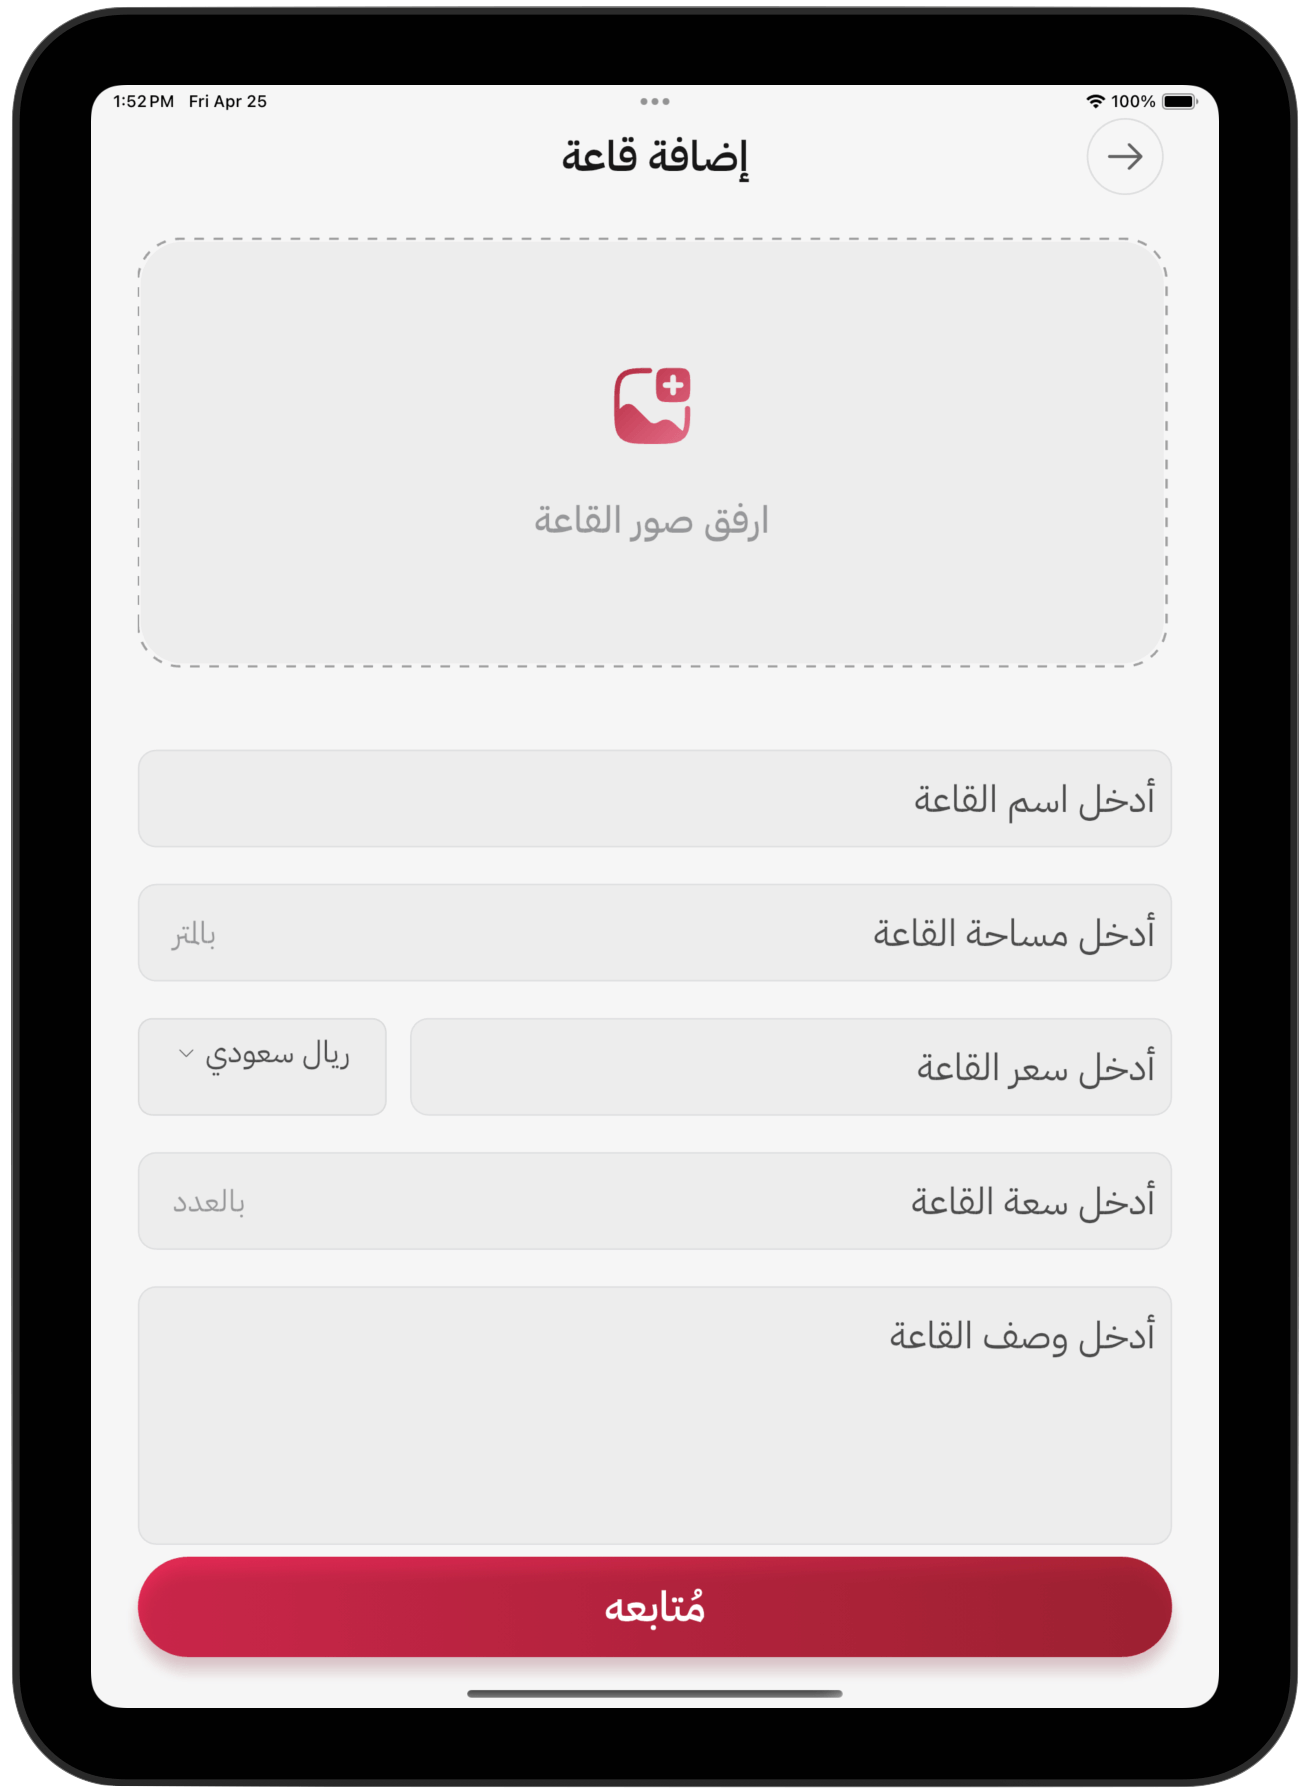 1:52 PM Fri Apr 25
100%
إضافة قاعة
ارفق صور القاعة
أدخل اسم القاعة
أدخل مساحة القاعة
بالمتر
أدخل سعر القاعة
ريال سعودي
أدخل سعة القاعة
بالعدد
أدخل وصف القاعة
مُتابعه